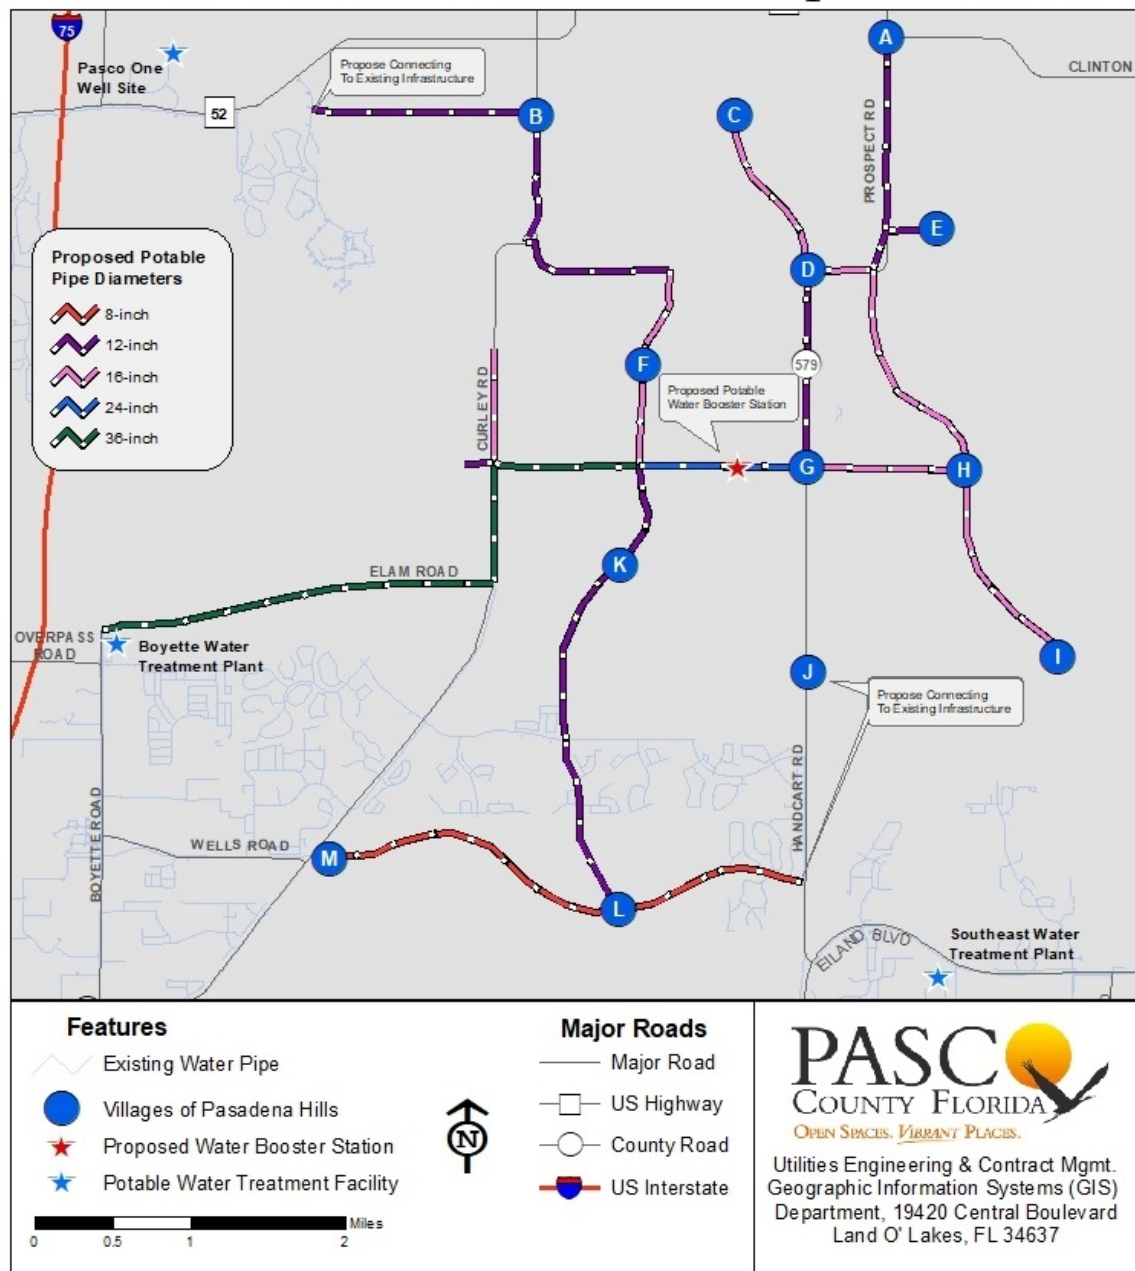 75
Pasco One
Well Site
Propose Connecting
To Existing Infrastructure
52
A
CLINTON
B
C
PROSPECT RD
E
Proposed Potable
Pipe Diameters
8-inch
12-inch
16-inch
24-inch
36-inch
D
F
579
CURLEY RD
Proposed Potable
Water Booster Station
G
H
ELAM ROAD
K
OVERPASS
ROAD
Boyette Water
Treatment Plant
I
J
Propose Connecting
To Existing Infrastructure
HANDCART RD
BOYETTE ROAD
WELLS ROAD
M
L
EILAND BLVD
Southeast Water
Treatment Plant
Features
Existing Water Pipe
Villages of Pasadena Hills
Proposed Water Booster Station
Potable Water Treatment Facility
0 0.5 1 2 Miles
N
Major Roads
Major Road
US Highway
County Road
US Interstate
PASCO
COUNTY FLORIDA
OPEN SPACES. VIBRANT PLACES.
Utilities Engineering & Contract Mgmt.
Geographic Information Systems (GIS)
Department, 19420 Central Boulevard
Land O' Lakes, FL 34637